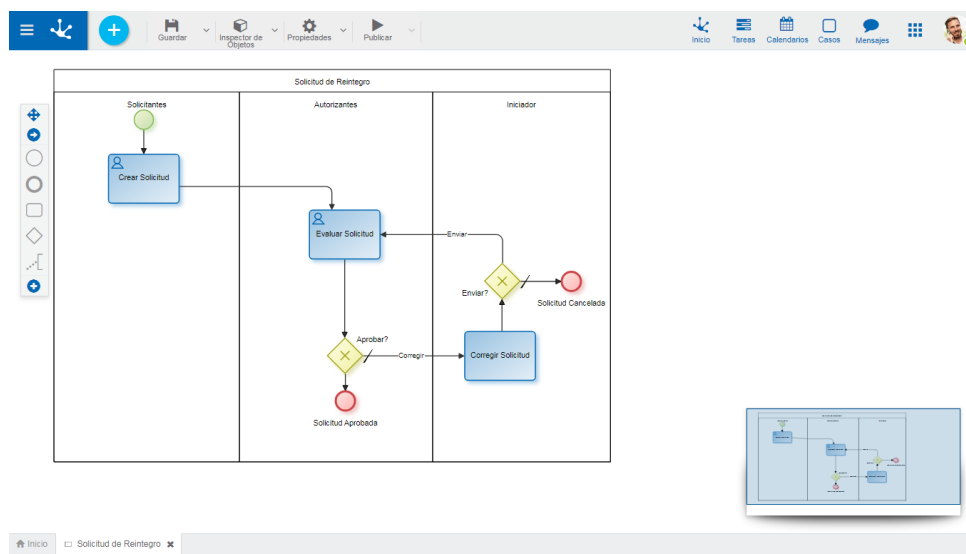 Guardar
Inspector de
Objetos
Propiedades
Publicar
Inicio
Tareas
Calendarios
Casos
Mensajes
Solicitud de Reintegro
Solicitantes
Autorizantes
Iniciador
Crear Solicitud
Evaluar Solicitud
Enviar
Enviar?
Solicitud Cancelada
Aprobar?
Corregir
Corregir Solicitud
Solicitud Aprobada
Inicio
Solicitud de Reintegro